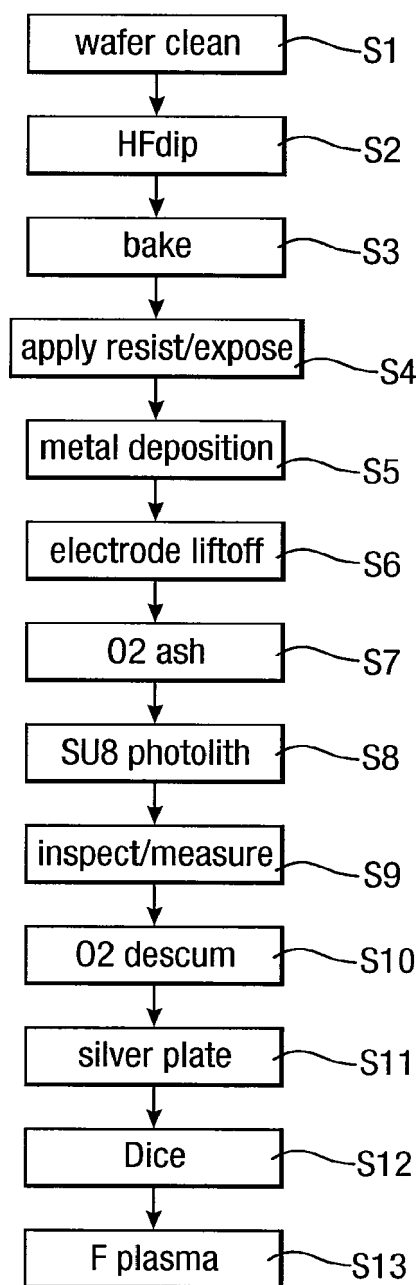 wafer clean S1
HFdip S2
bake S3
apply resist/expose S4
metal deposition S5
electrode liftoff S6
O2 ash S7
SU8 photolith S8
inspect/measure S9
O2 descum S10
silver plate S11
Dice S12
F plasma S13